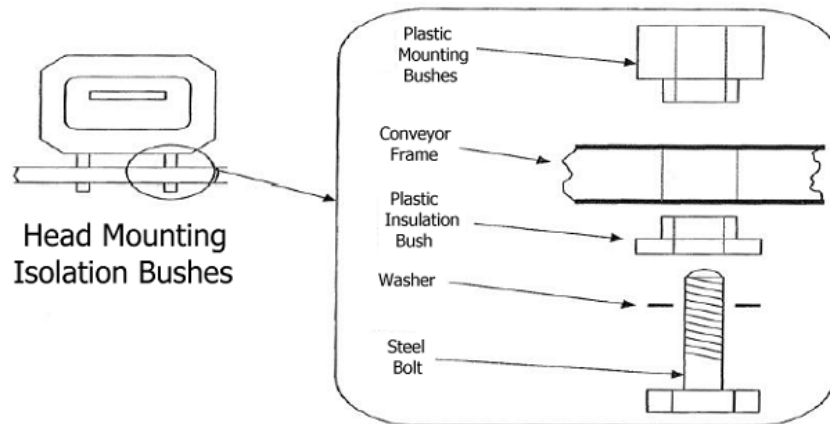 Plastic
Mounting
Bushes
Conveyor
Frame
Plastic
Insulation
Bush
Washer
Steel
Bolt
Head Mounting
Isolation Bushes